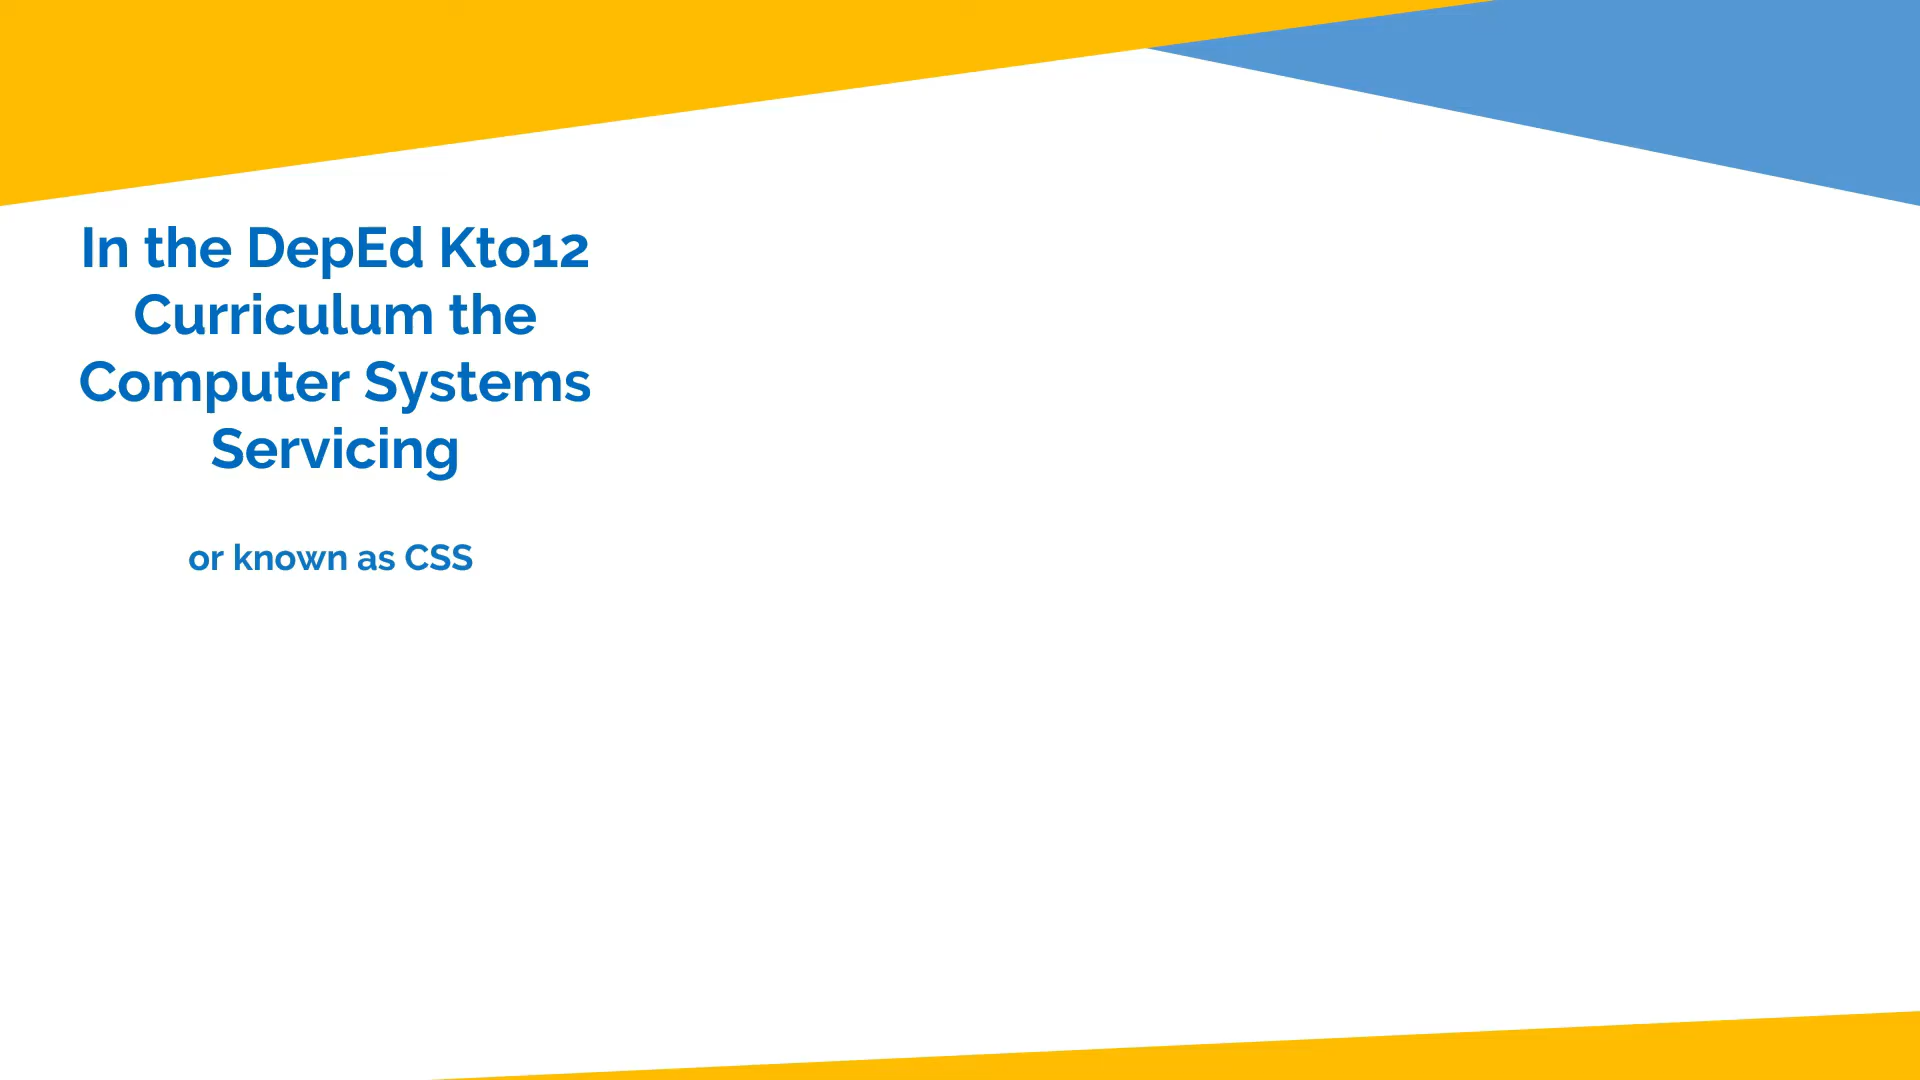 In the DepEd Kto12
Curriculum the
Computer Systems
Servicing
or known as CSS